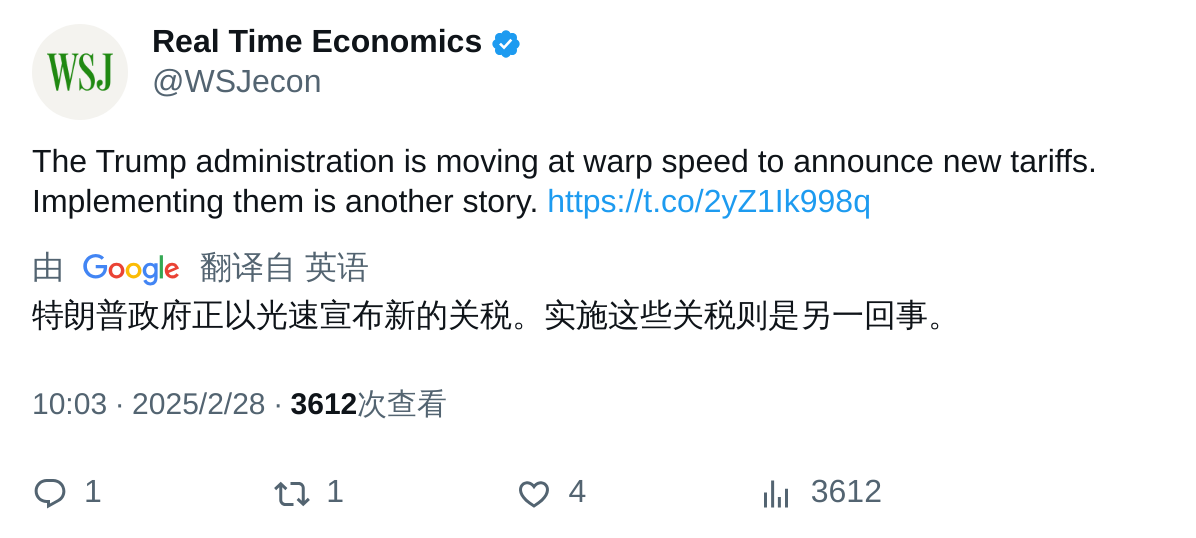 WSJ
Real Time Economics
@WSJecon
The Trump administration is moving at warp speed to announce new tariffs.
Implementing them is another story. https://t.co/2yZ1Ik998q
由 Google 翻译自 英语
特朗普政府正以光速宣布新的关税。实施这些关税则是另一回事。
10:03 · 2025/2/28 · 3612次查看
1 1 4 3612